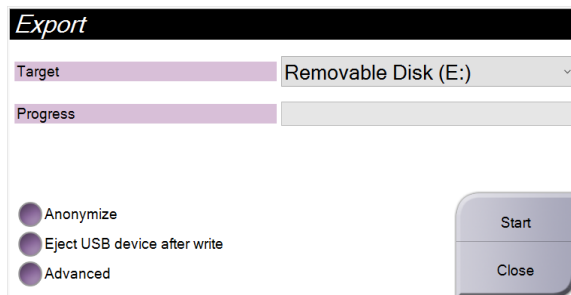 Export
Target
Removable Disk (E:)
Progress
Anonymize
Eject USB device after write
Advanced
Start
Close